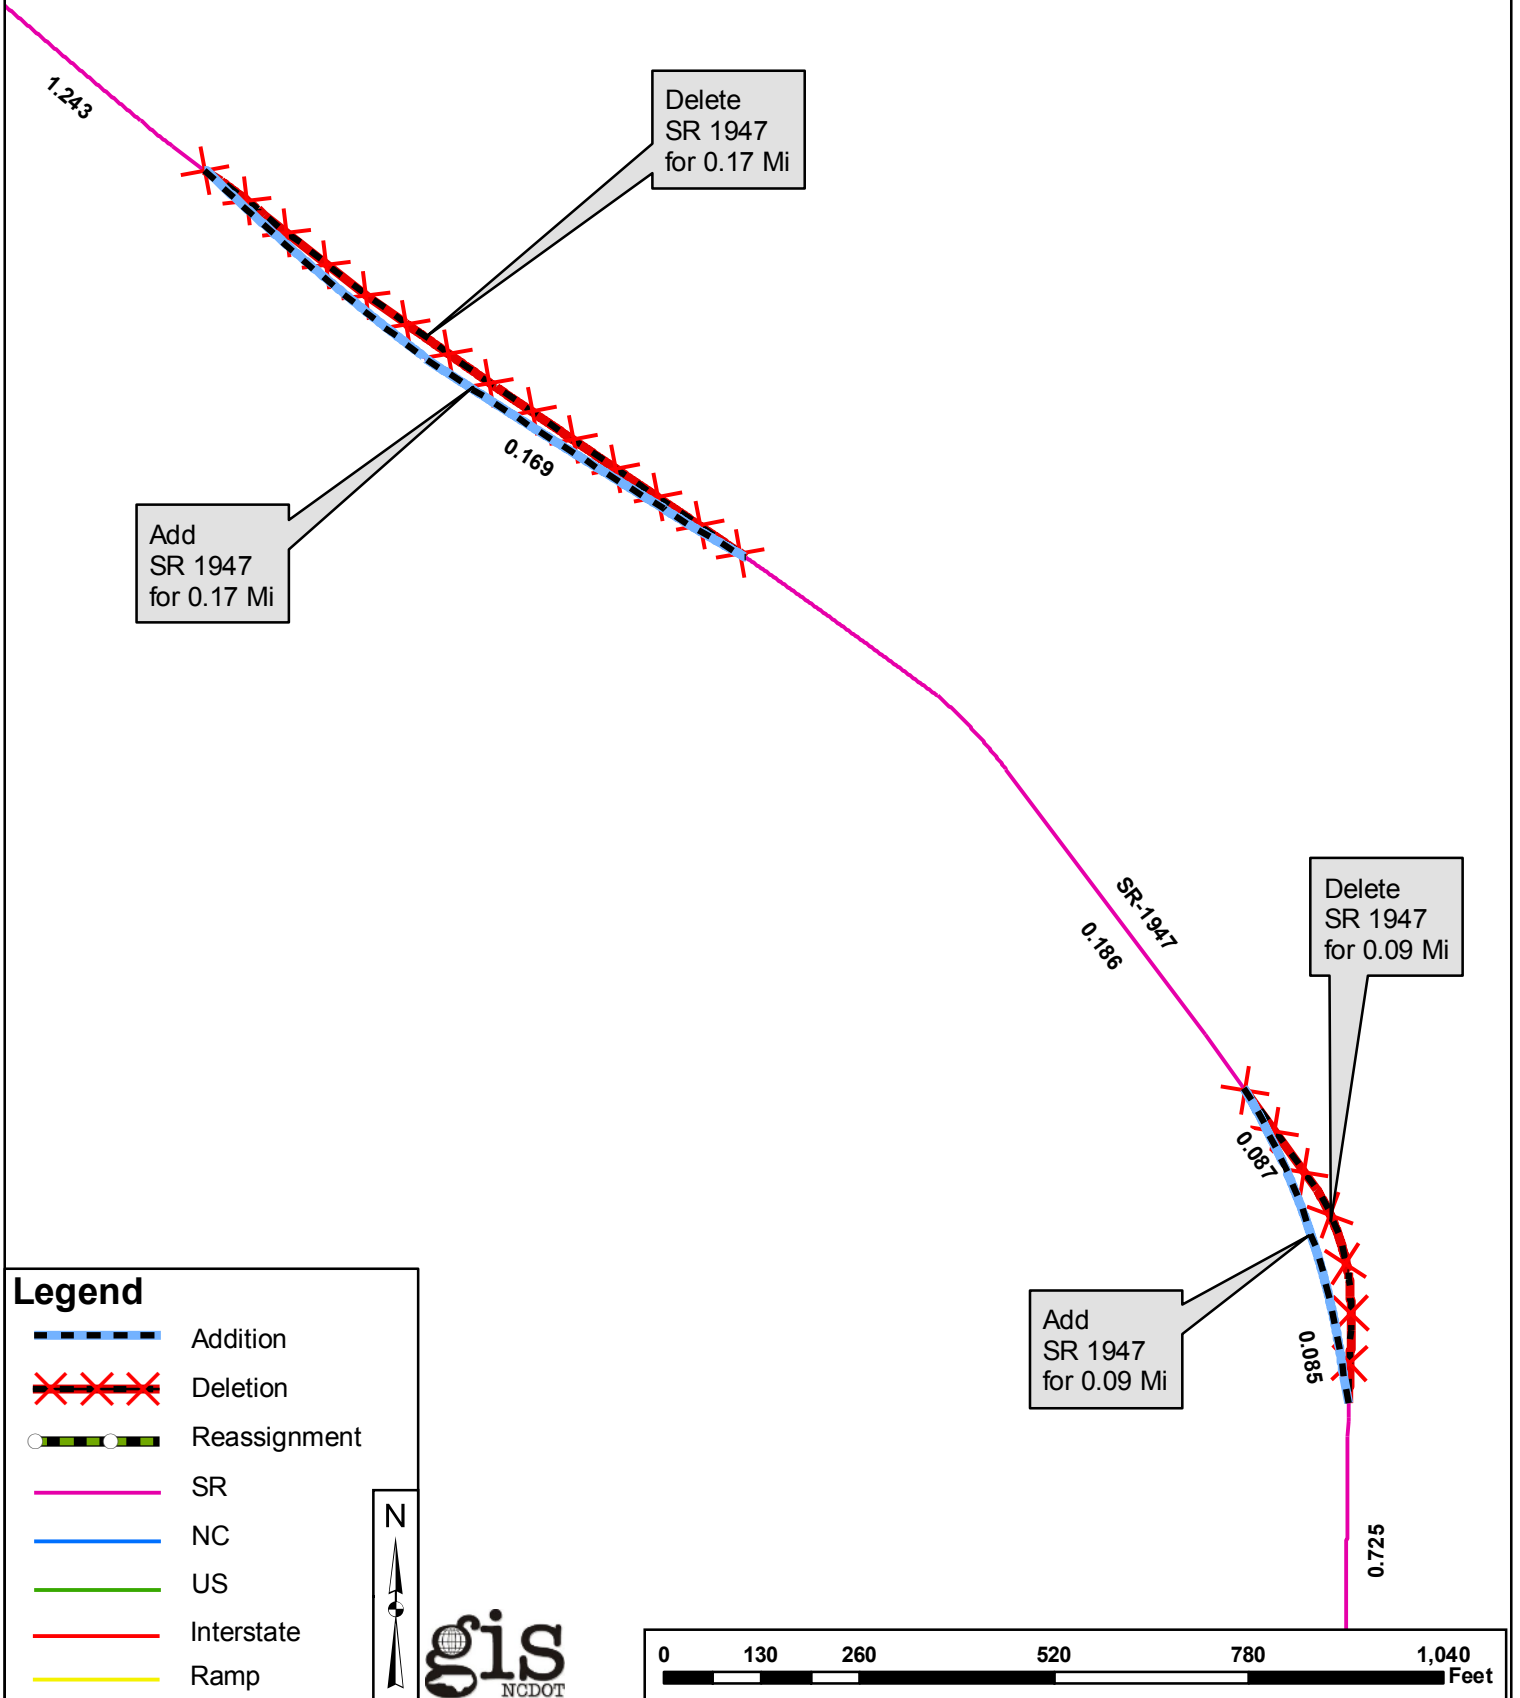 1.243
Delete
SR 1947
for 0.17 Mi
0.169
Add
SR 1947
for 0.17 Mi
SR-1947
0.186
Delete
SR 1947
for 0.09 Mi
0.087
Add
SR 1947
for 0.09 Mi
0.085
0.725
Legend
Addition
Deletion
Reassignment
SR
NC
US
Interstate
Ramp
N
gis
NCDOT
0 130 260 520 780 1,040
Feet